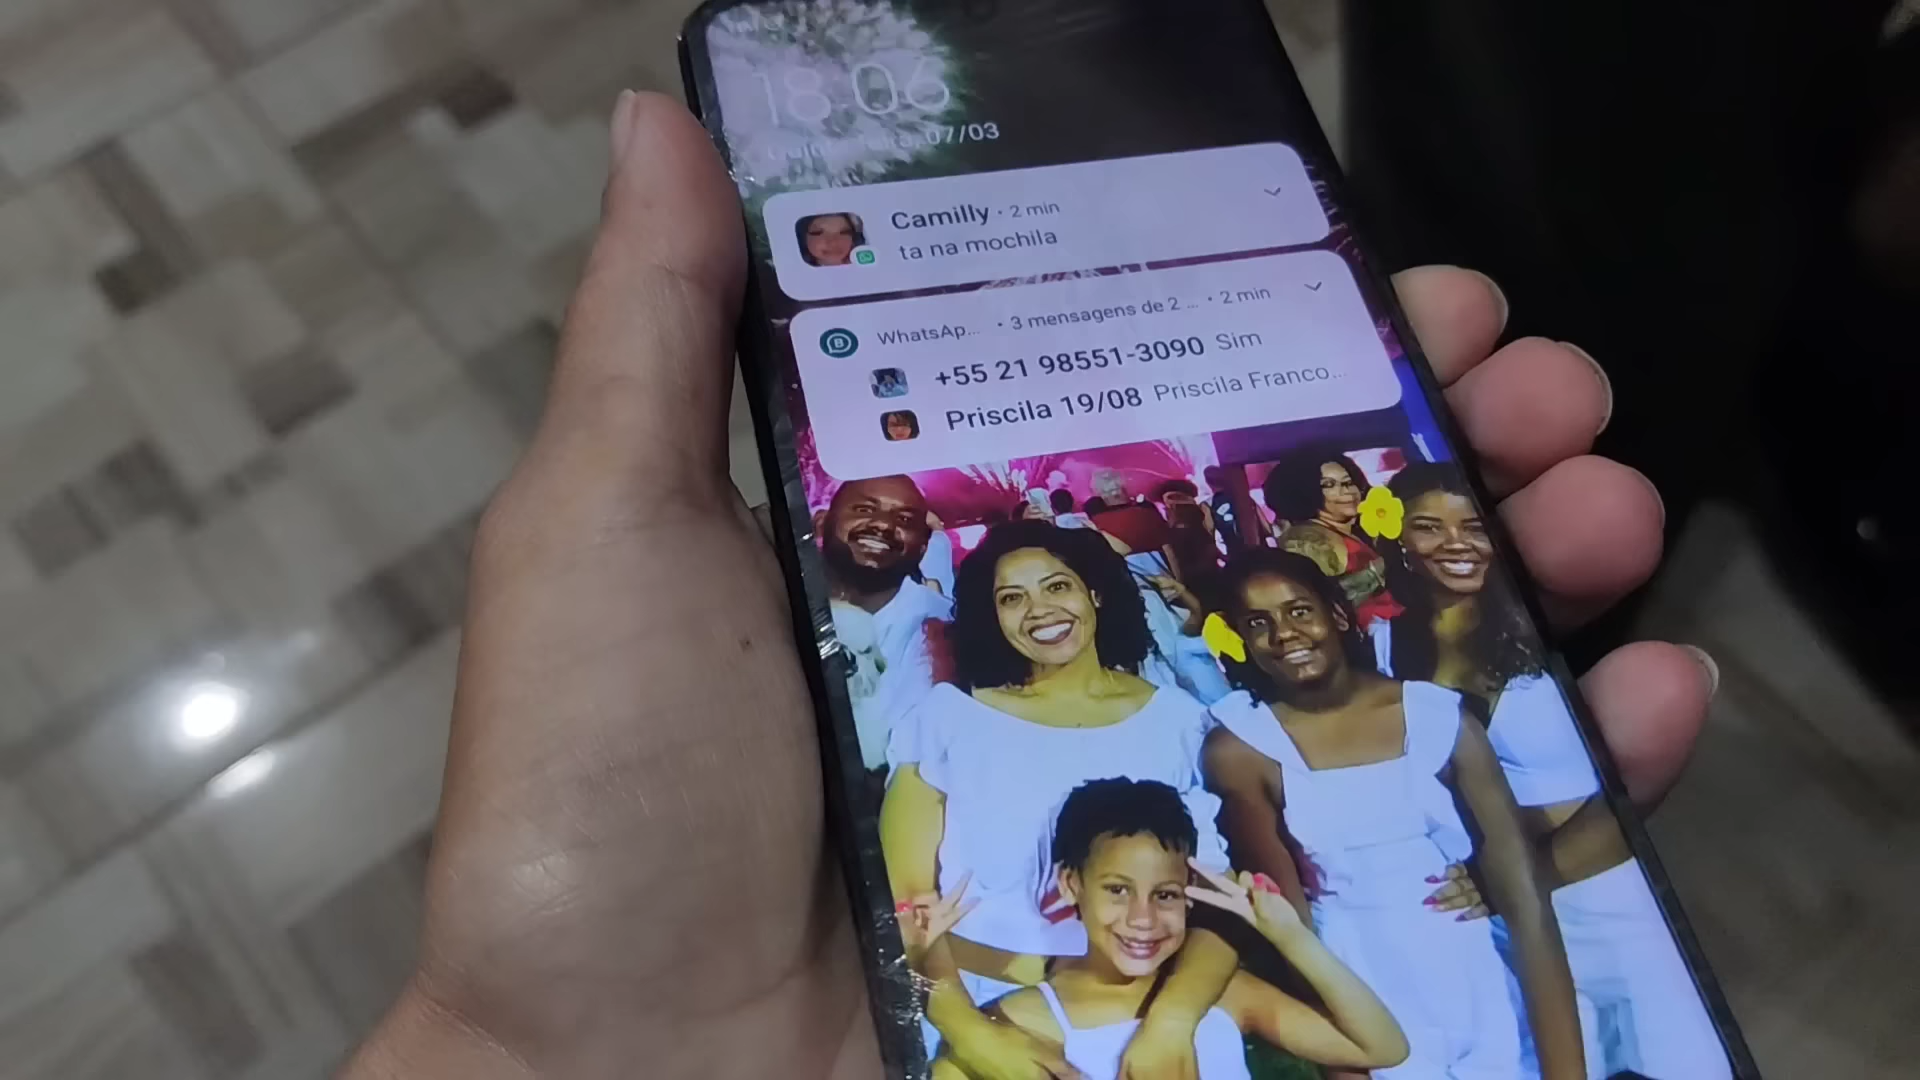 18:06
07/03
Camilly · 2 min
ta na mochila
WhatsAp... · 3 mensagens de 2 ... · 2 min
+55 21 98551-3090 Sim
Priscila 19/08 Priscila Franco...